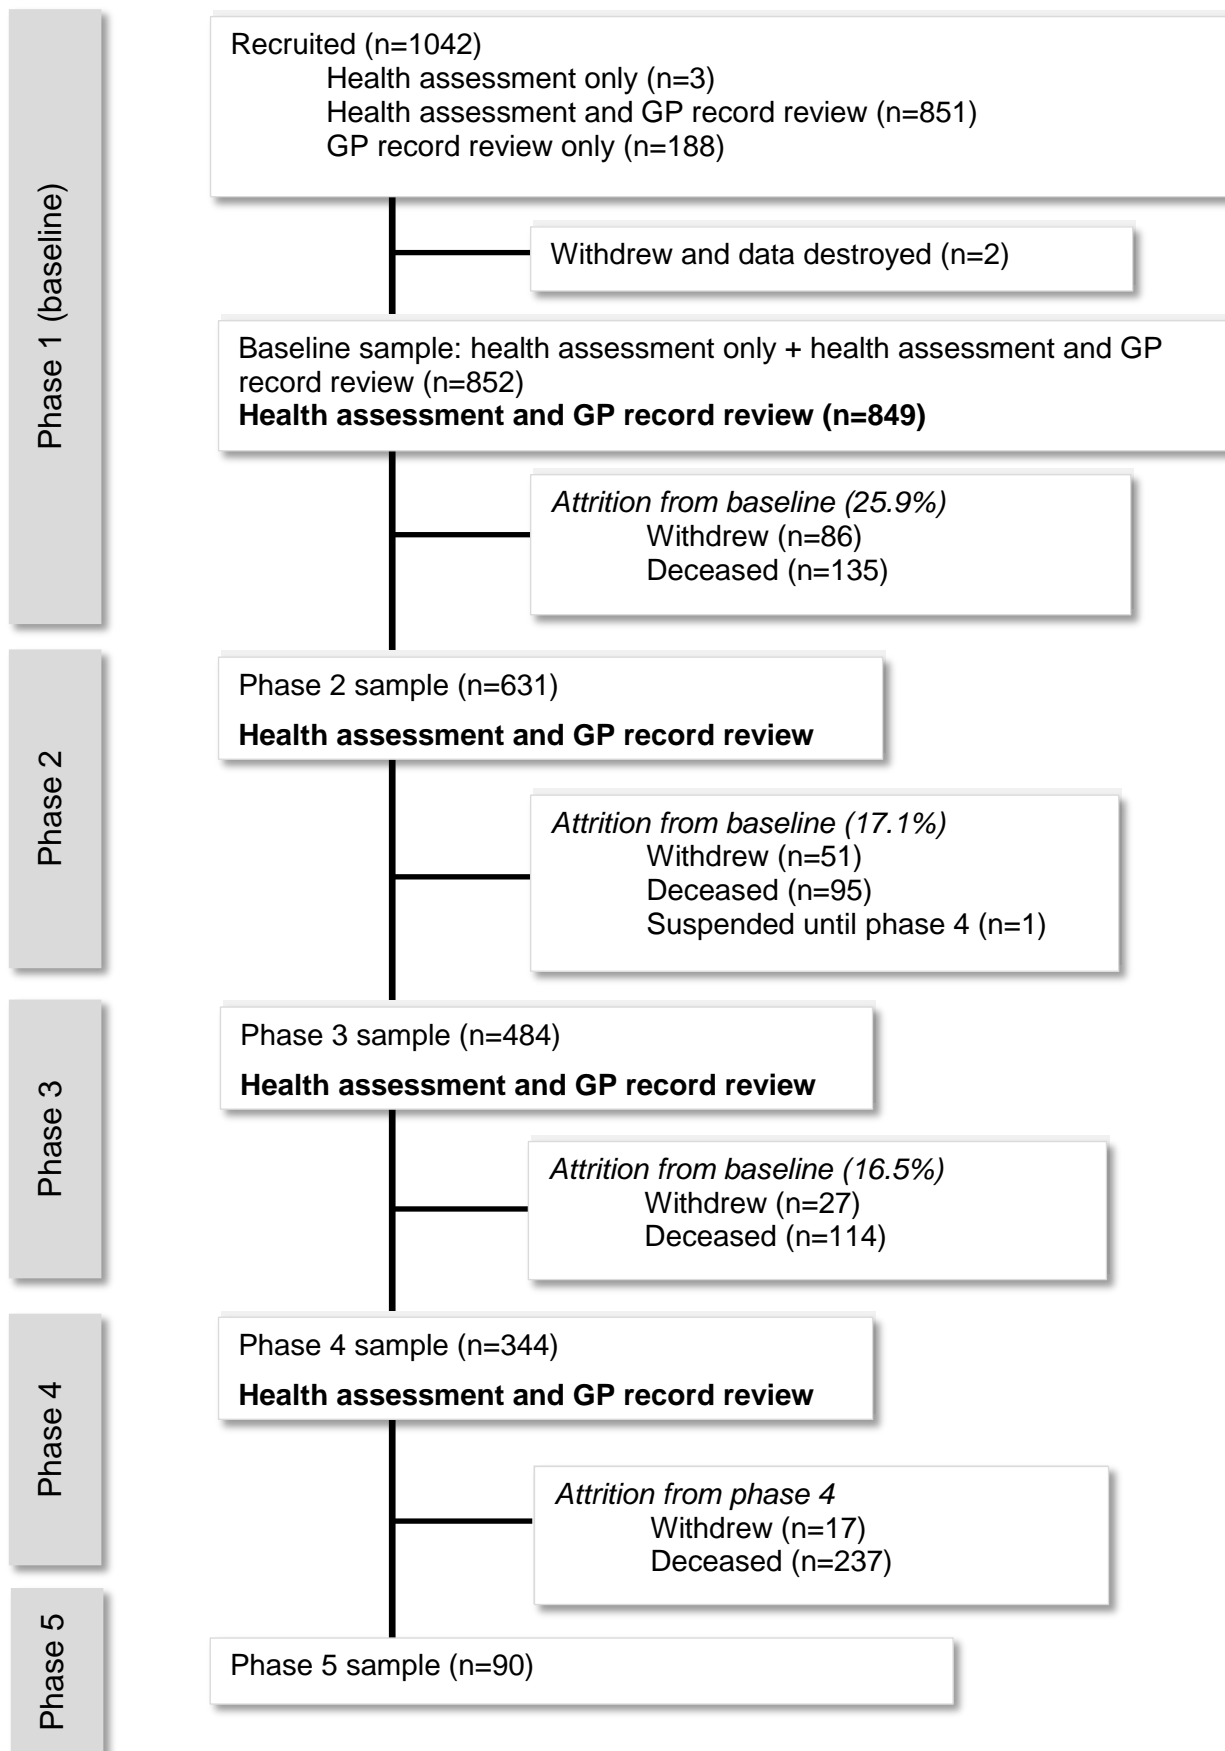 Phase 1 (baseline)
Recruited (n=1042)
Health assessment only (n=3)
Health assessment and GP record review (n=851)
GP record review only (n=188)
Withdrew and data destroyed (n=2)
Baseline sample: health assessment only + health assessment and GP
record review (n=852)
Health assessment and GP record review (n=849)
Attrition from baseline (25.9%)
Withdrew (n=86)
Deceased (n=135)
Phase 2
Phase 2 sample (n=631)
Health assessment and GP record review
Attrition from baseline (17.1%)
Withdrew (n=51)
Deceased (n=95)
Suspended until phase 4 (n=1)
Phase 3
Phase 3 sample (n=484)
Health assessment and GP record review
Attrition from baseline (16.5%)
Withdrew (n=27)
Deceased (n=114)
Phase 4
Phase 4 sample (n=344)
Health assessment and GP record review
Attrition from phase 4
Withdrew (n=17)
Deceased (n=237)
Phase 5
Phase 5 sample (n=90)